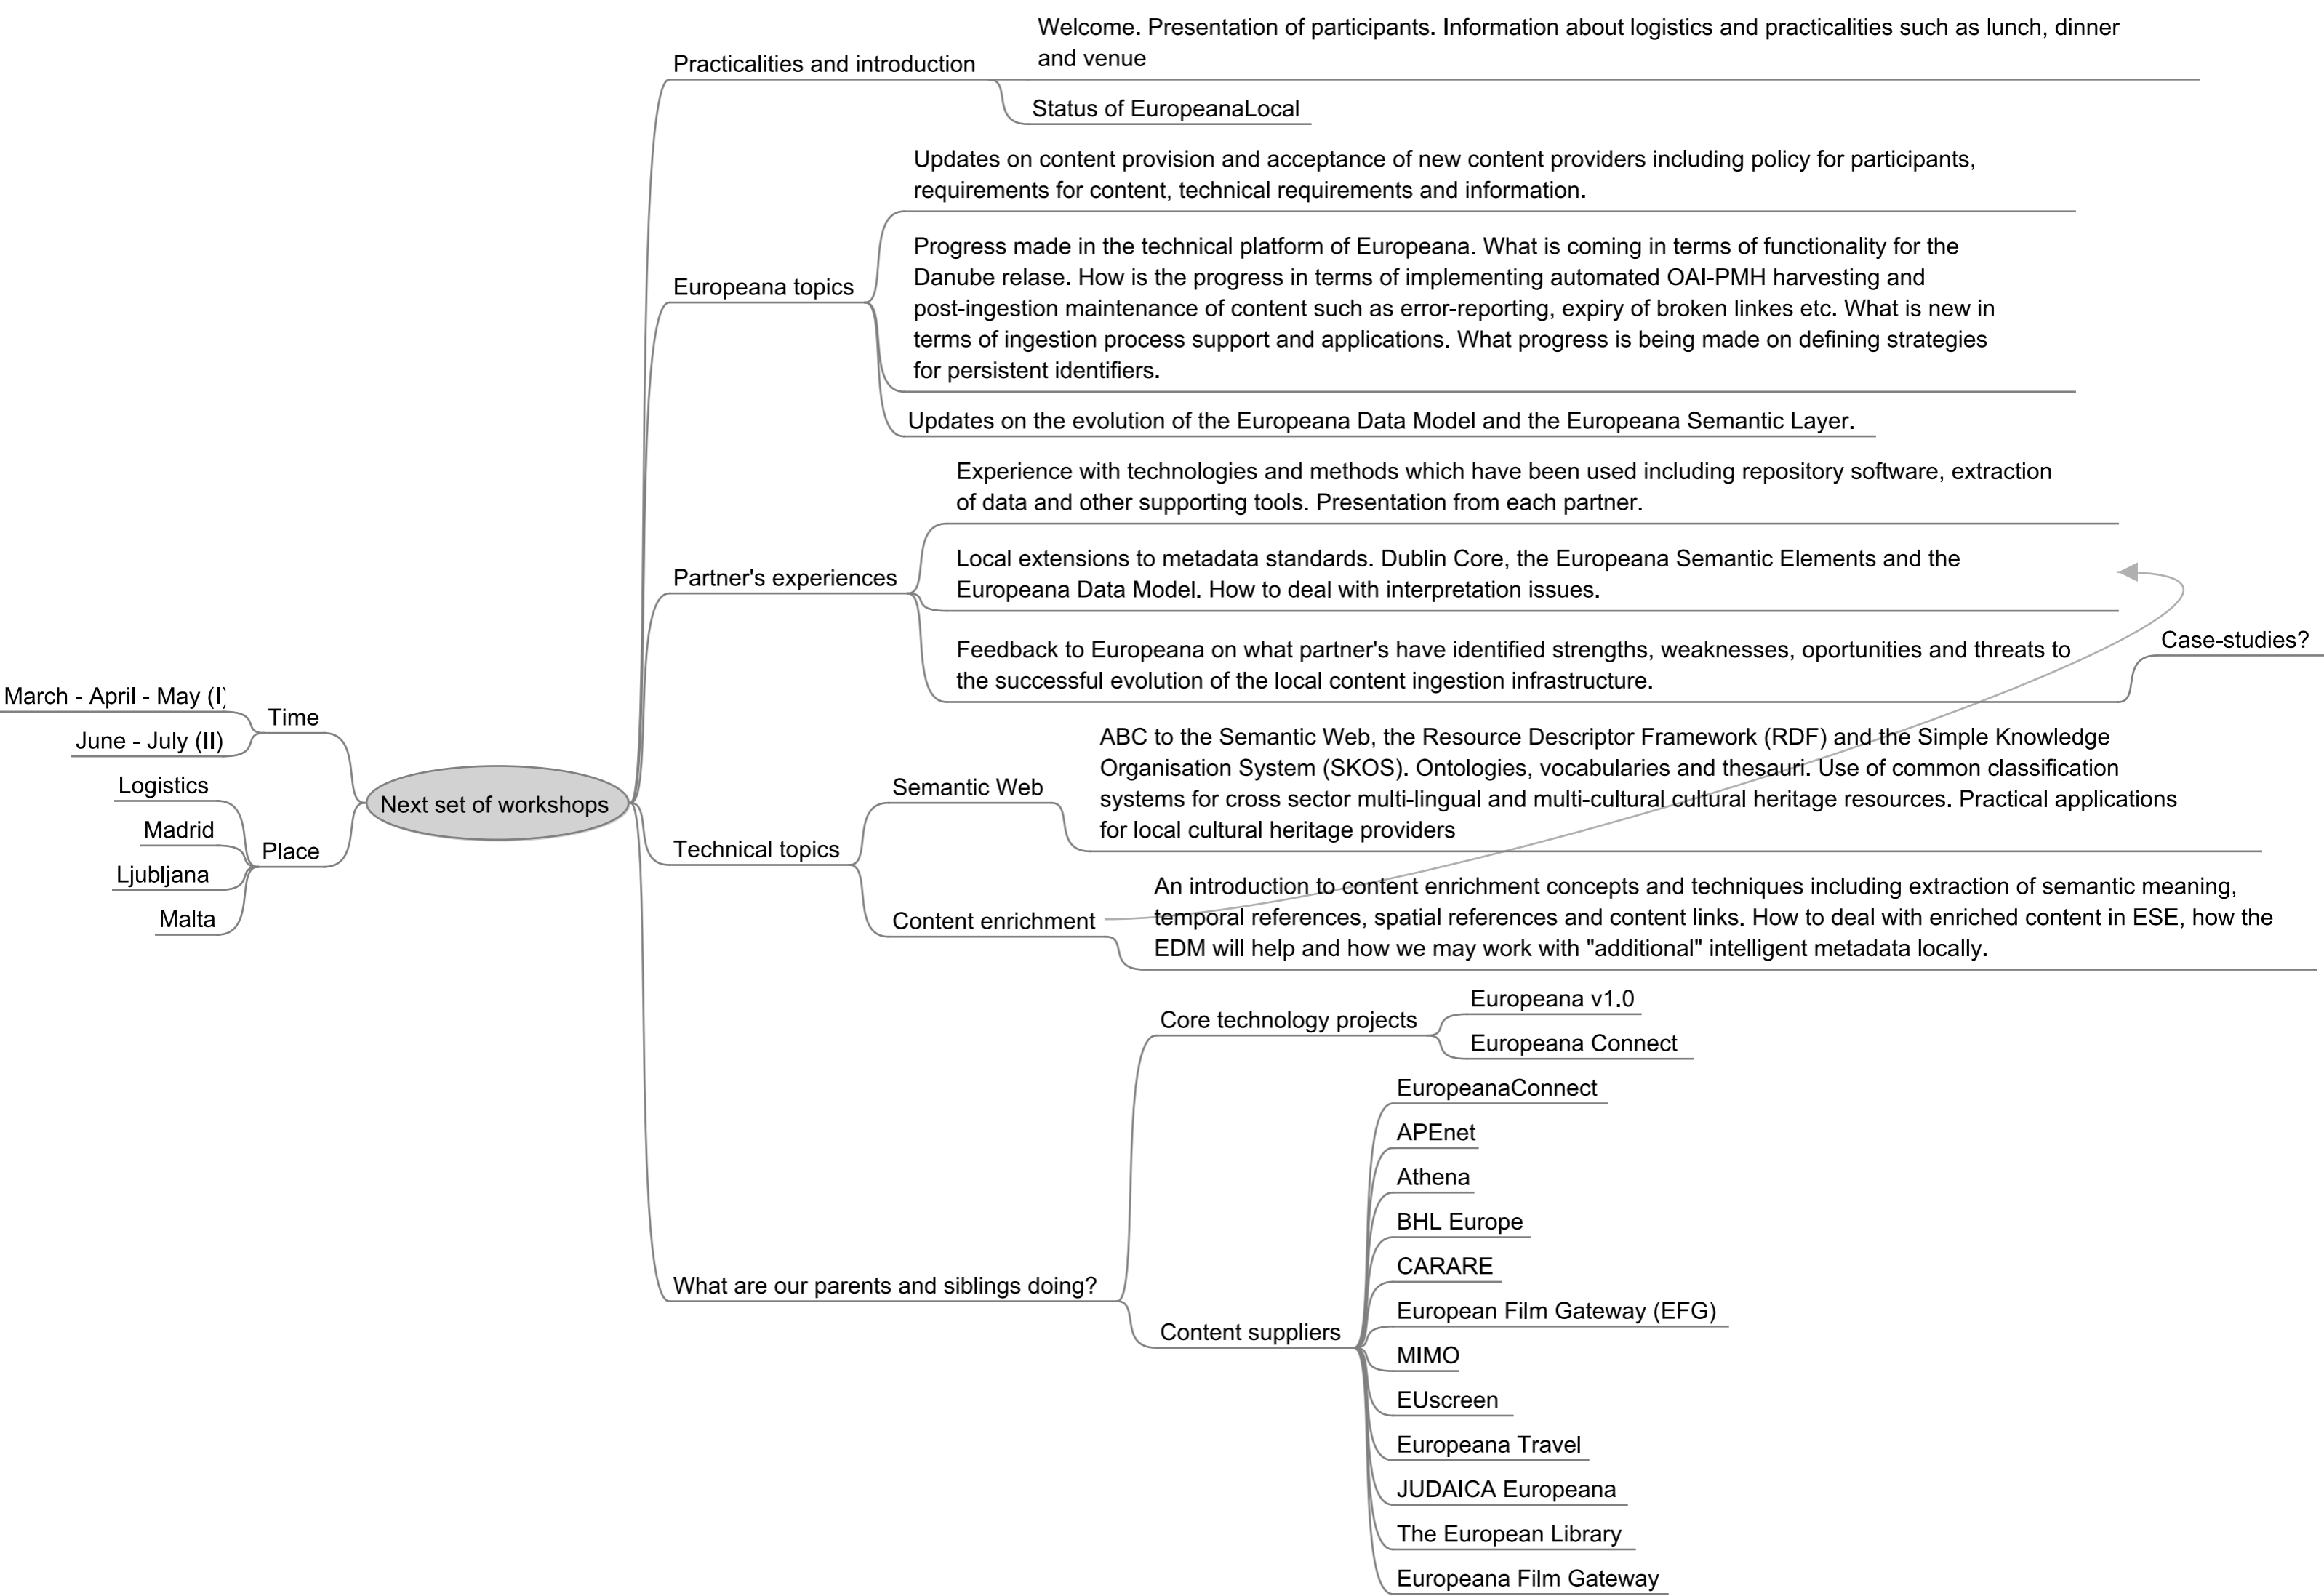 Welcome. Presentation of participants. Information about logistics and practicalities such as lunch, dinner
and venue
Practicalities and introduction
Status of EuropeanaLocal
Updates on content provision and acceptance of new content providers including policy for participants,
requirements for content, technical requirements and information.
Progress made in the technical platform of Europeana. What is coming in terms of functionality for the
Danube relase. How is the progress in terms of implementing automated OAI-PMH harvesting and
post-ingestion maintenance of content such as error-reporting, expiry of broken linkes etc. What is new in
terms of ingestion process support and applications. What progress is being made on defining strategies
for persistent identifiers.
Europeana topics
Updates on the evolution of the Europeana Data Model and the Europeana Semantic Layer.
Experience with technologies and methods which have been used including repository software, extraction
of data and other supporting tools. Presentation from each partner.
Local extensions to metadata standards. Dublin Core, the Europeana Semantic Elements and the
European Data Model. How to deal with interpretation issues.
Partner's experiences
Feedback to Europeana on what partner's have identified strengths, weaknesses, oportunities and threats to
the successful evolution of the local content ingestion infrastructure.
Case-studies?
March - April - May (I)
Time
June - July (II)
Logistics
Madrid
Place
Ljubljana
Malta
Next set of workshops
ABC to the Semantic Web, the Resource Descriptor Framework (RDF) and the Simple Knowledge
Organisation System (SKOS). Ontologies, vocabularies and thesauri. Use of common classification
systems for cross sector multi-lingual and multi-cultural cultural heritage resources. Practical applications
for local cultural heritage providers
Semantic Web
Technical topics
Content enrichment
An introduction to content enrichment concepts and techniques including extraction of semantic meaning,
temporal references, spatial references and content links. How to deal with enriched content in ESE, how the
EDM will help and how we may work with "additional" intelligent metadata locally.
Core technology projects
Europeana v1.0
Europeana Connect
What are our parents and siblings doing?
Content suppliers
EuropeanaConnect
APEnet
Athena
BHL Europe
CARARE
European Film Gateway (EFG)
MIMO
EUscreen
Europeana Travel
JUDAICA Europeana
The European Library
Europeana Film Gateway